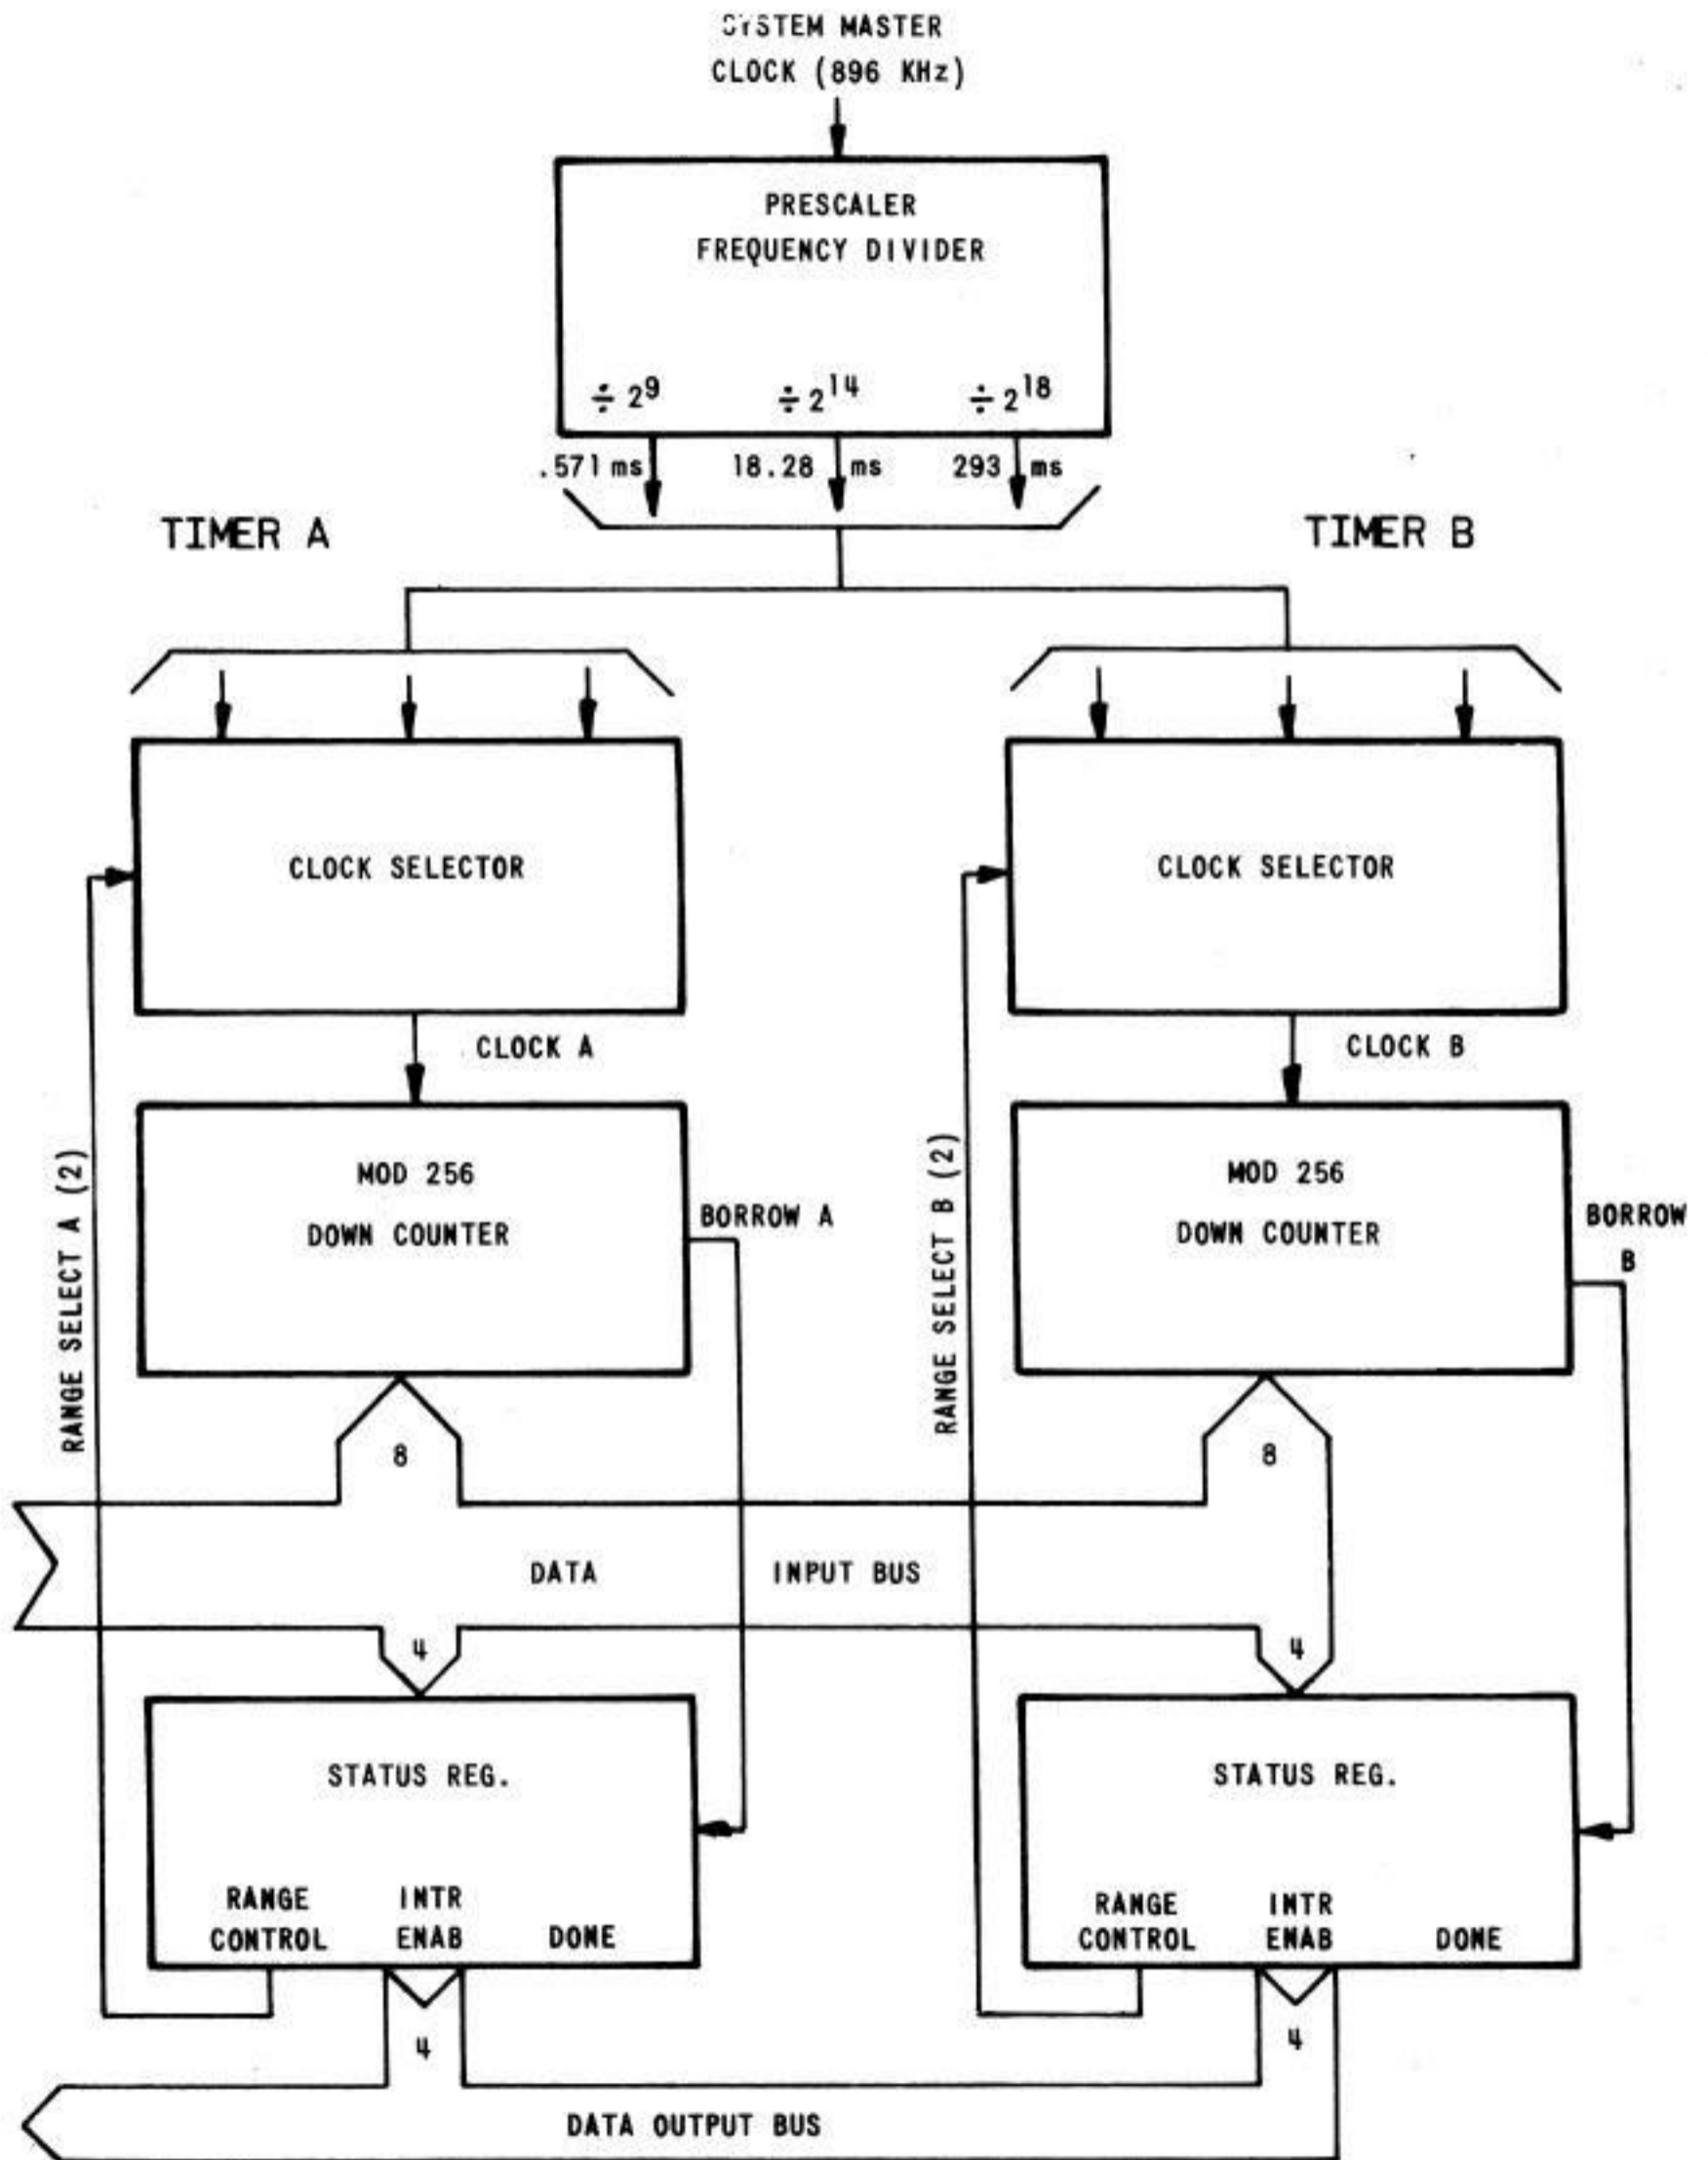 SYSTEM MASTER
CLOCK (896 KHz)
PRESCALER
FREQUENCY DIVIDER
÷ 2⁹ ÷ 2¹⁴ ÷ 2¹⁸
.571 ms 18.28 ms 293 ms
TIMER A
TIMER B
CLOCK SELECTOR
CLOCK SELECTOR
CLOCK A
CLOCK B
RANGE SELECT A (2)
MOD 256
DOWN COUNTER
BORROW A
RANGE SELECT B (2)
MOD 256
DOWN COUNTER
BORROW
B
8
8
DATA INPUT BUS
4
4
STATUS REG.
RANGE
CONTROL
INTR
ENAB
DONE
STATUS REG.
RANGE
CONTROL
INTR
ENAB
DONE
4
4
DATA OUTPUT BUS